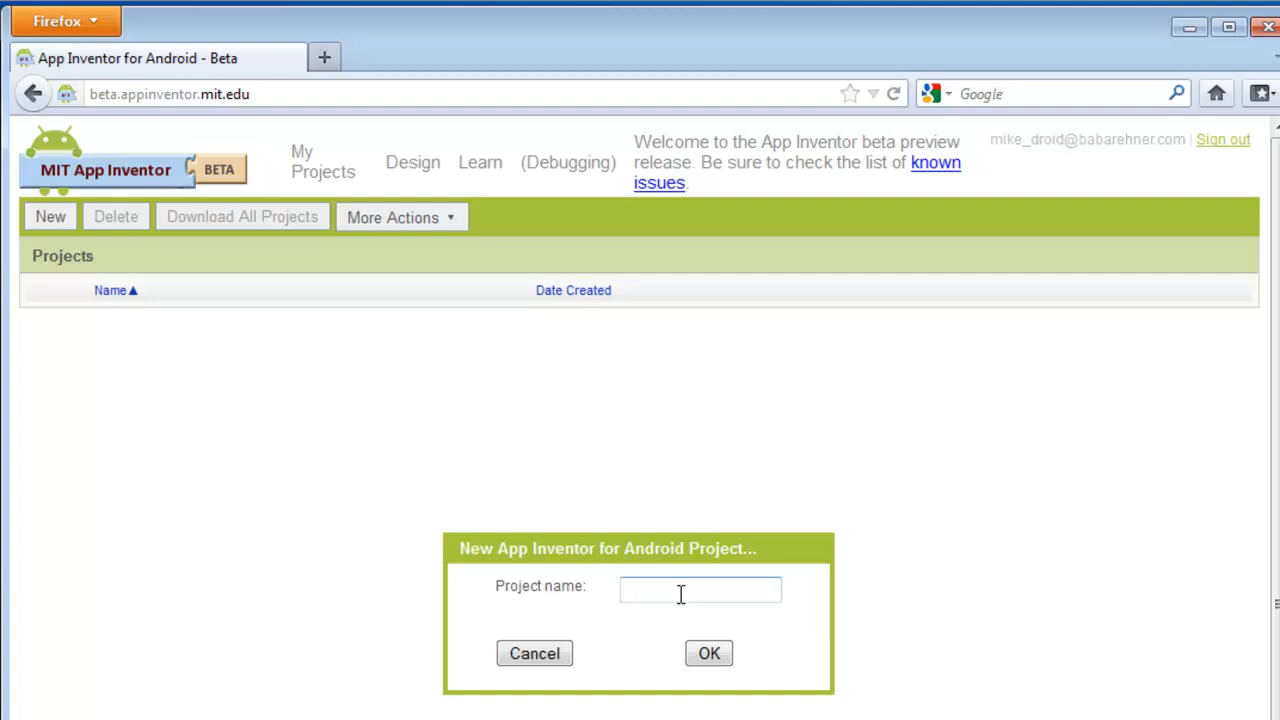 Firefox
App Inventor for Android - Beta
beta.appinventor.mit.edu
Google
MIT App Inventor BETA
My Projects
Design
Learn
(Debugging)
Welcome to the App Inventor beta preview
release. Be sure to check the list of known
issues.
mike_droid@babarehner.com | Sign out
New
Delete
Download All Projects
More Actions
Projects
Name
Date Created
New App Inventor for Android Project...
Project name:
Cancel
OK